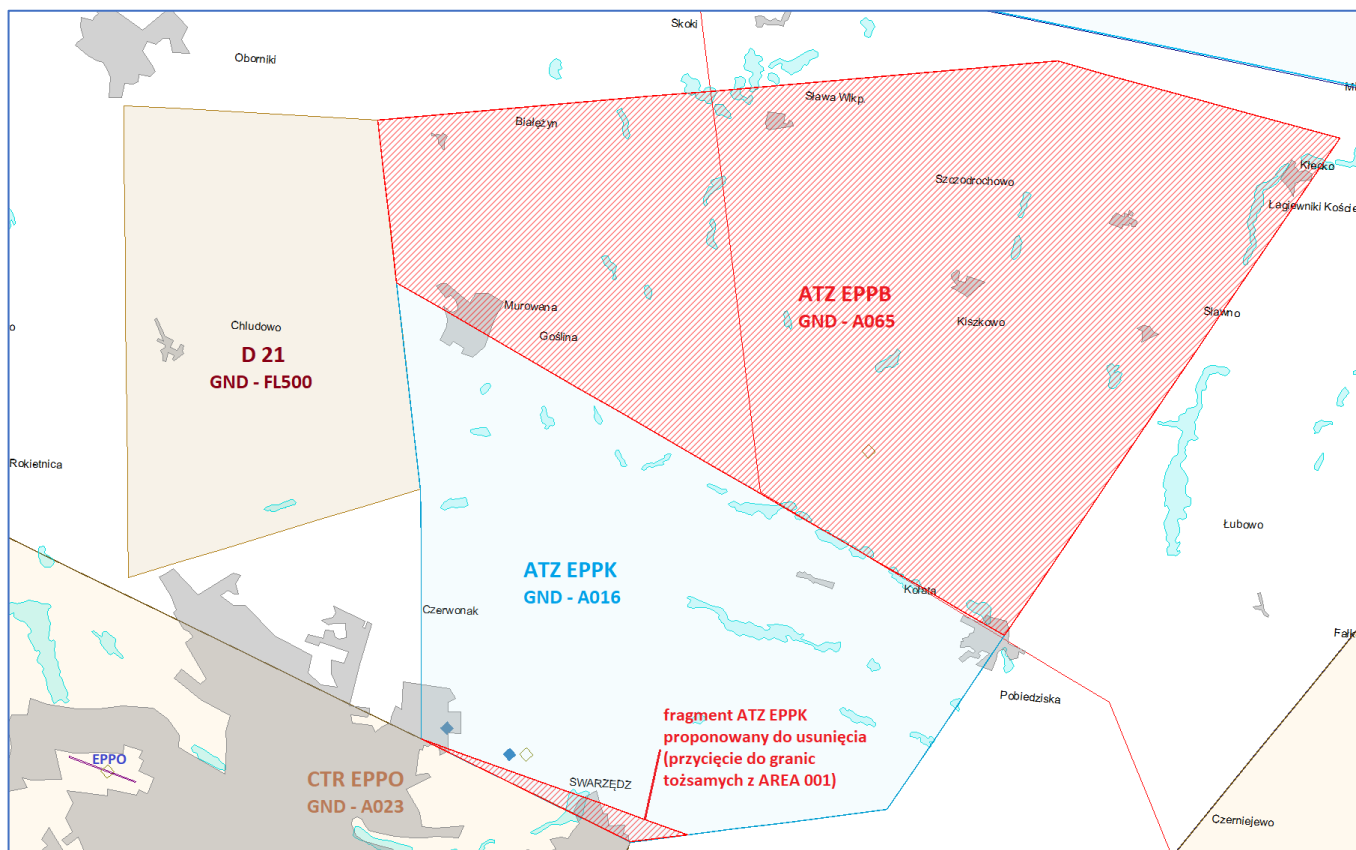 Skoki
Oborniki
Sława Wlkp.
Białężyn
Kłecko
Szczodrochowo
Łagiewniki Koście
ATZ EPPB
GND - A065
Murowana
Goślina
Kiszkowo
Sławno
Chludowo
D 21
GND - FL500
Rokietnica
Łubowo
ATZ EPPK
GND - A016
Czerwonak
Kołata
Pobiedziska
fragment ATZ EPPK
proponowany do usunięcia
(przycięcie do granic
tożsamych z AREA 001)
EPPO
CTR EPPO
GND - A023
SWARZĘDZ
Czerniejewo